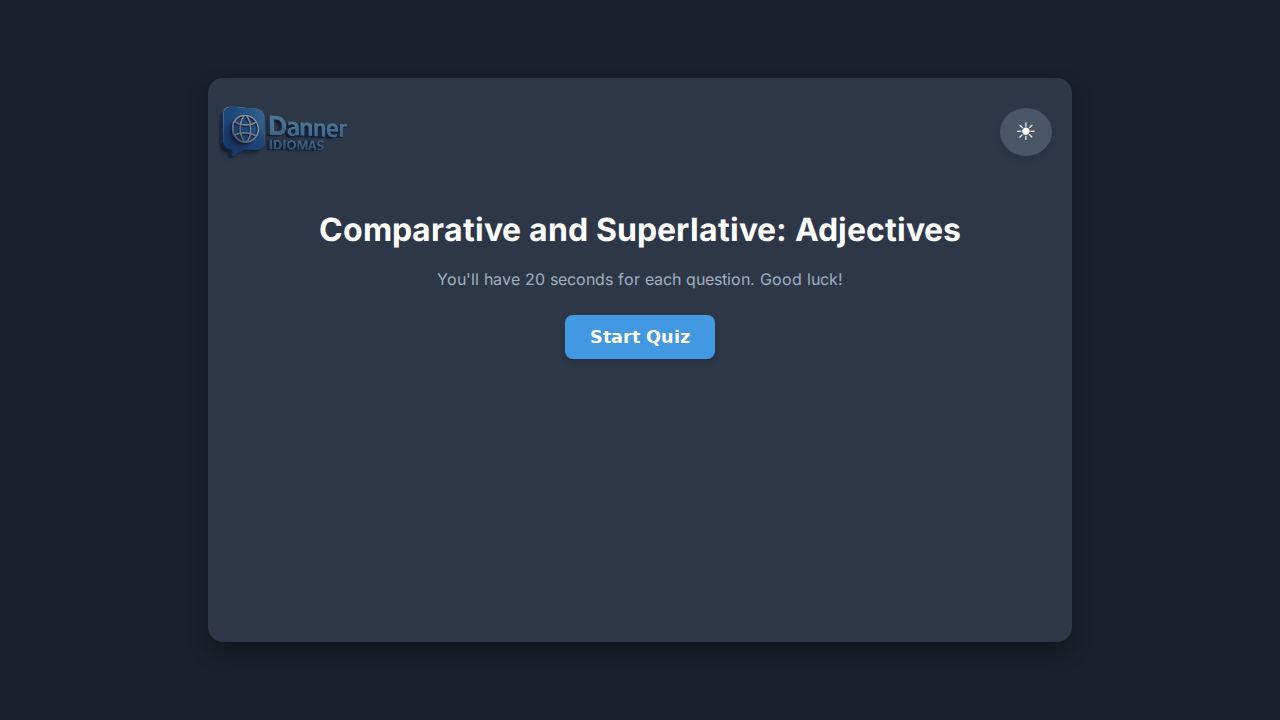 Danner
IDIOMAS
Comparative and Superlative: Adjectives
You'll have 20 seconds for each question. Good luck!
Start Quiz